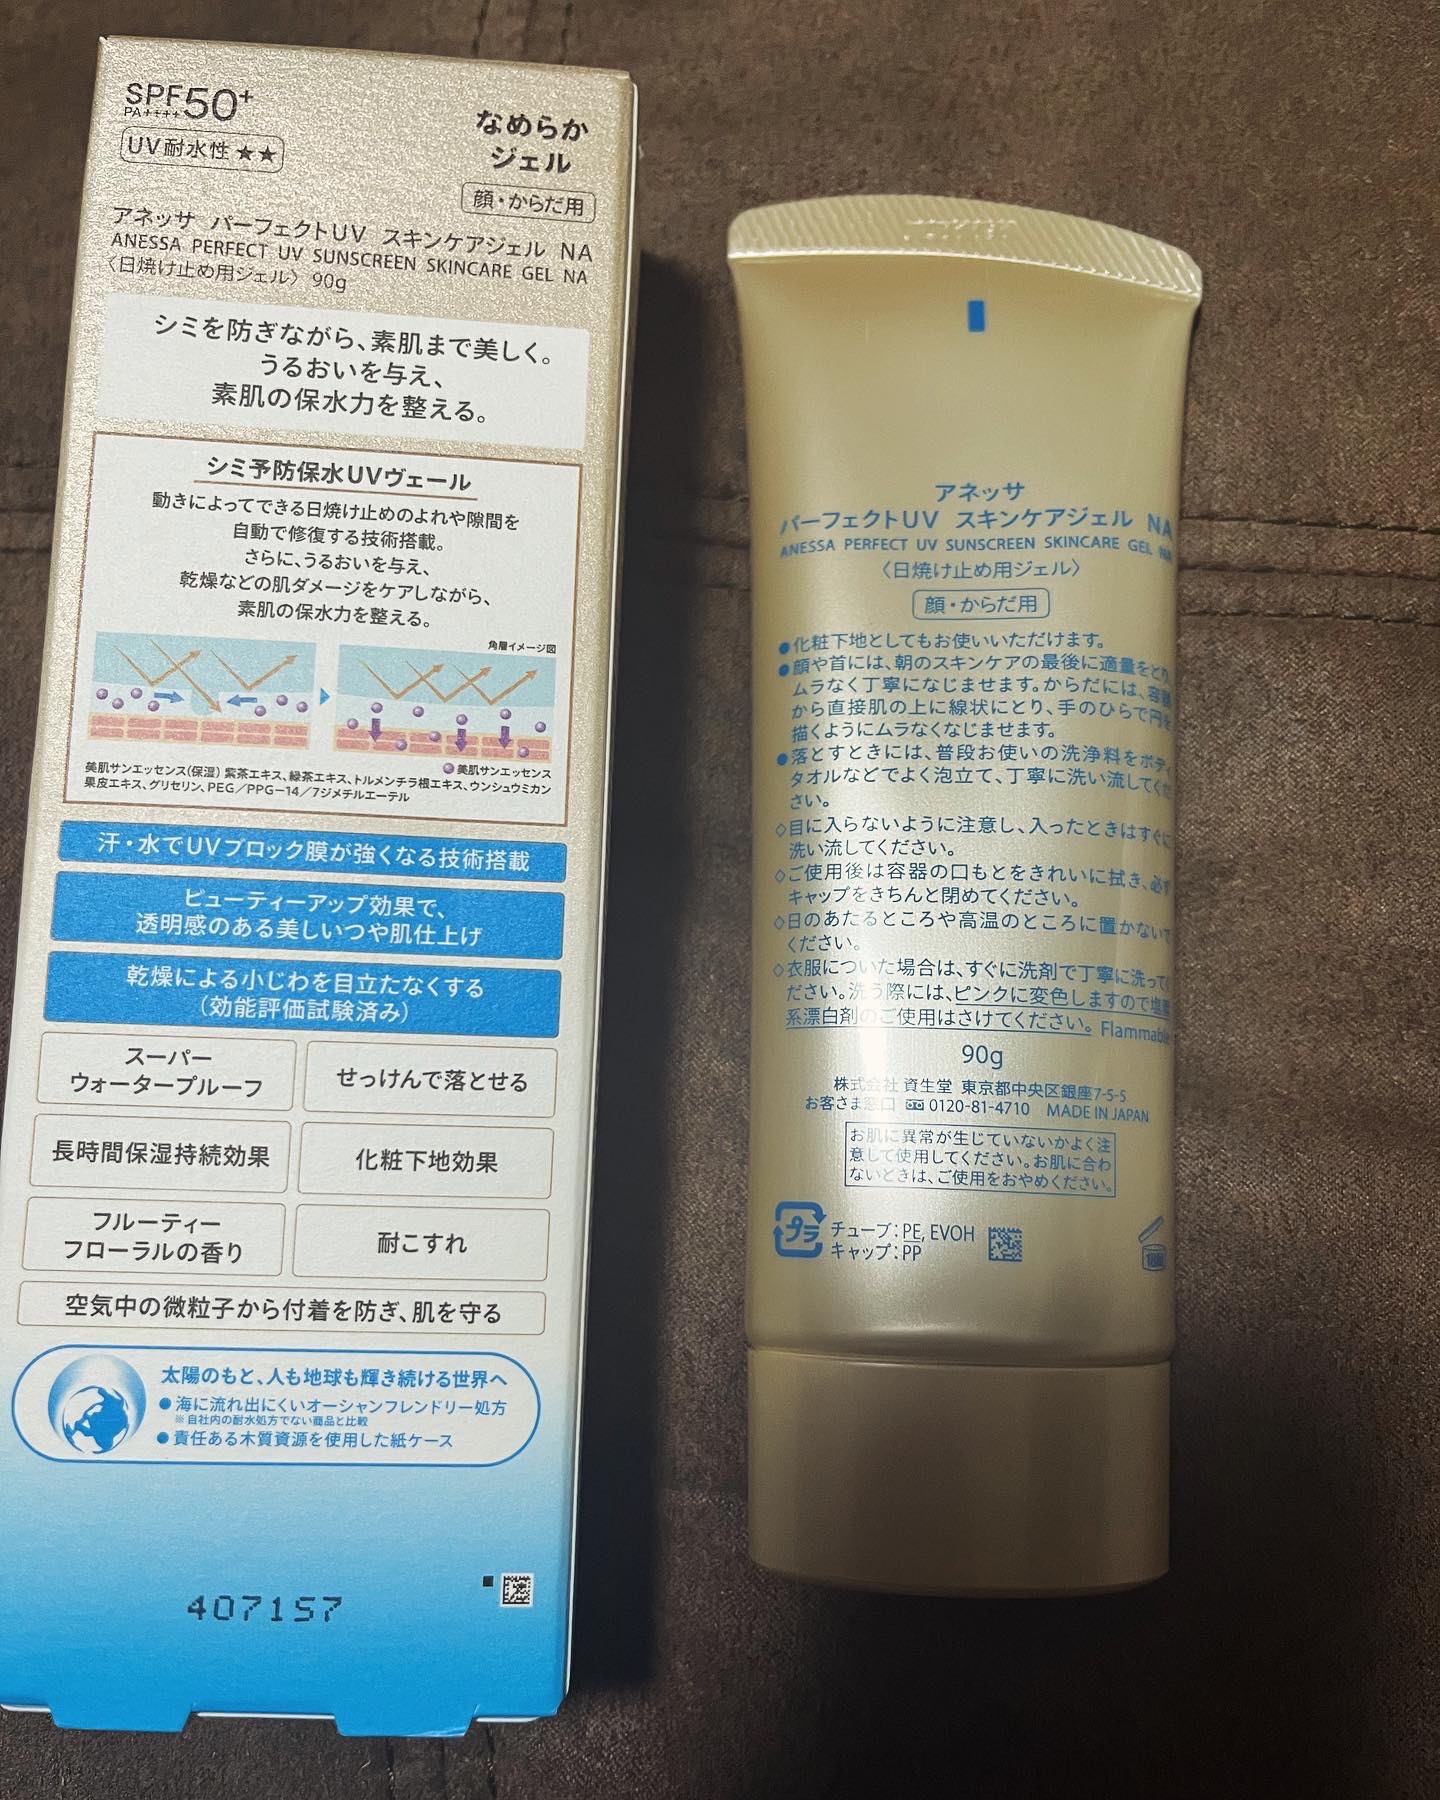 SPF50+
PA++++
UV耐水性★★
なめらか
ジェル
顔・からだ用
アネッサ パーフェクトUV スキンケアジェル NA
ANESSA PERFECT UV SUNSCREEN SKINCARE GEL NA
〈日焼け止め用ジェル〉 90g
シミを防ぎながら、素肌まで美しく。
うるおいを与え、
素肌の保水力を整える。
シミ予防保水UVヴェール
動きによってできる日焼け止めのよれや隙間を
自動で修復する技術搭載。
さらに、うるおいを与え、
乾燥などの肌ダメージをケアしながら、
素肌の保水力を整える。
角層イメージ図
美肌サンエッセンス
美肌サンエッセンス(保湿) 紫茶エキス、緑茶エキス、トルメンチラ根エキス、ウンシュウミカン
果皮エキス、グリセリン、PEG/PPG-14/7ジメチルエーテル
汗・水でUVブロック膜が強くなる技術搭載
ビューティーアップ効果で、
透明感のある美しいつや肌仕上げ
乾燥による小じわを目立たなくする
(効能評価試験済み)
スーパー
ウォータープルーフ
せっけんで落とせる
長時間保湿持続効果
化粧下地効果
フルーティー
フローラルの香り
耐こすれ
空気中の微粒子から付着を防ぎ、肌を守る
太陽のもと、人も地球も輝き続ける世界へ
●海に流れ出にくいオーシャンフレンドリー処方
※自社内の耐水処方でない商品と比較
●責任ある木質資源を使用した紙ケース
407157
アネッサ
パーフェクトUV スキンケアジェル NA
ANESSA PERFECT UV SUNSCREEN SKINCARE GEL NA
〈日焼け止め用ジェル〉
顔・からだ用
●化粧下地としてもお使いいただけます。
●顔や首には、朝のスキンケアの最後に適量をとり、
ムラなく丁寧になじませます。からだには、容器
から直接肌の上に線状にとり、手のひらで円を
描くようにムラなくなじませます。
●落とすときには、普段お使いの洗浄料をボディ
タオルなどでよく泡立て、丁寧に洗い流してくだ
さい。
◇目に入らないように注意し、入ったときはすぐに
洗い流してください。
◇ご使用後は容器の口もとをきれいに拭き、必ず
キャップをきちんと閉めてください。
◇日のあたるところや高温のところに置かないで
ください。
◇衣服についた場合は、すぐに洗剤で丁寧に洗ってく
ださい。洗う際には、ピンクに変色しますので塩素
系漂白剤のご使用はさけてください。 Flammable
90g
株式会社 資生堂 東京都中央区銀座7-5-5
お客さま窓口 0120-81-4710 MADE IN JAPAN
お肌に異常が生じていないかよく注
意して使用してください。お肌に合わ
ないときは、ご使用をおやめください。
プラ
チューブ:PE, EVOH
キャップ:PP